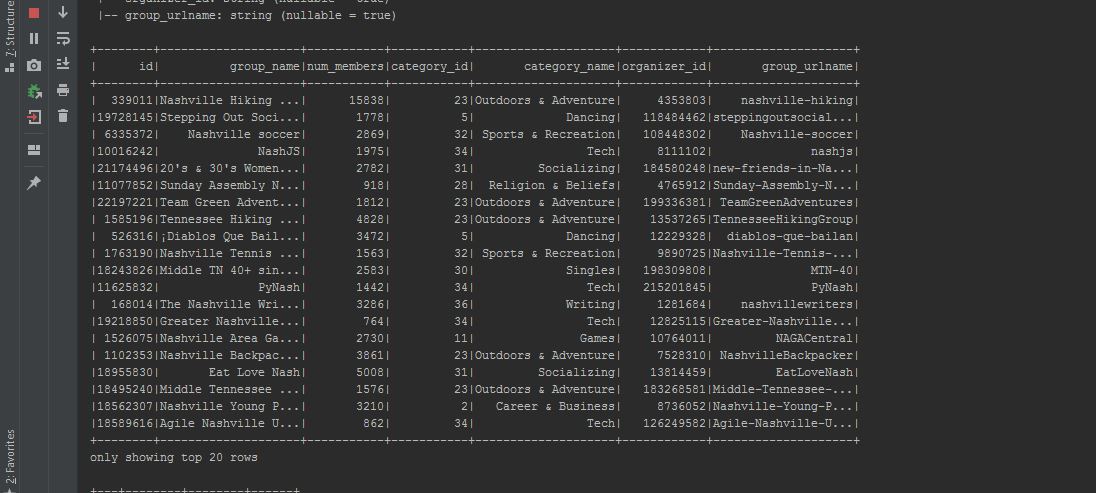 7: Structure
|-- organizer_id: string (nullable = true)
|-- group_urlname: string (nullable = true)
+--------+--------------------+-----------+-----------+--------------------+------------+--------------------+
|      id|          group_name|num_members|category_id|       category_name|organizer_id|       group_urlname|
+--------+--------------------+-----------+-----------+--------------------+------------+--------------------+
|  339011|Nashville Hiking ...|      15838|         23|Outdoors & Adventure|     4353803|    nashville-hiking|
|19728145|Stepping Out Soci...|       1778|          5|             Dancing|   118484462|steppingoutsocial...|
| 6335372|    Nashville soccer|       2869|         32| Sports & Recreation|   108448302|    Nashville-soccer|
|10016242|              NashJS|       1975|         34|                Tech|     8111102|              nashjs|
|21174496|20's & 30's Women...|       2782|         31|         Socializing|   184580248|new-friends-in-Na...|
|11077852|Sunday Assembly N...|        918|         28|  Religion & Beliefs|     4765912|Sunday-Assembly-N...|
|22197221|Team Green Advent...|       1812|         23|Outdoors & Adventure|   199336381| TeamGreenAdventures|
| 1585196|Tennessee Hiking ...|       4828|         23|Outdoors & Adventure|    13537265|TennesseeHikingGroup|
|  526316|¡Diablos Que Bail...|       3472|          5|             Dancing|    12229328|  diablos-que-bailan|
| 1763190|Nashville Tennis ...|       1563|         32| Sports & Recreation|     9890725|Nashville-Tennis-...|
|18243826|Middle TN 40+ sin...|       2583|         30|             Singles|   198309808|              MTN-40|
|11625832|              PyNash|       1442|         34|                Tech|   215201845|              PyNash|
|  168014|The Nashville Wri...|       3286|         36|             Writing|     1281684|    nashvillewriters|
|19218850|Greater Nashville...|        764|         34|                Tech|    12825115|Greater-Nashville...|
| 1526075|Nashville Area Ga...|       2730|         11|               Games|    10764011|         NAGACentral|
| 1102353|Nashville Backpac...|       3861|         23|Outdoors & Adventure|     7528310| NashvilleBackpacker|
|18955830|       Eat Love Nash|       5008|         31|         Socializing|    13814459|         EatLoveNash|
|18495240|Middle Tennessee ...|       1576|         23|Outdoors & Adventure|   183268581|Middle-Tennessee-...|
|18562307|Nashville Young P...|       3210|          2|   Career & Business|     8736052|Nashville-Young-P...|
|18589616|Agile Nashville U...|        862|         34|                Tech|   126249582|Agile-Nashville-U...|
+--------+--------------------+-----------+-----------+--------------------+------------+--------------------+
only showing top 20 rows
+---+--------+--------+------+
2: Favorites